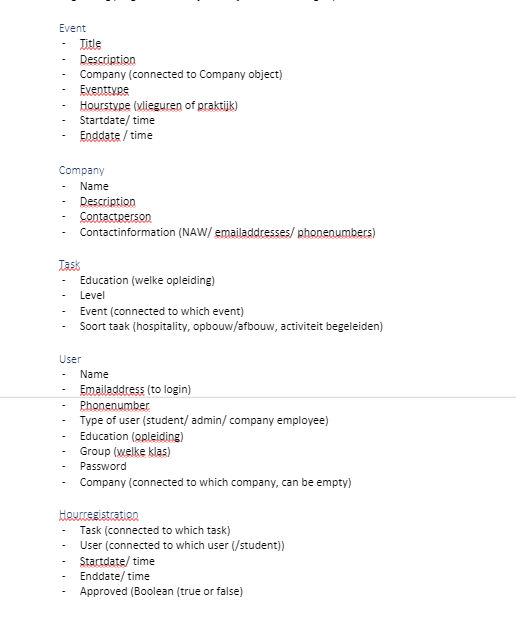 Event
- Title
- Description
- Company (connected to Company object)
- Eventtype
- Hourstype (vlieguren of praktijk)
- Startdate/ time
- Enddate / time
Company
- Name
- Description
- Contactperson
- Contactinformation (NAW/ emailaddresses/ phonenumbers)
Task
- Education (welke opleiding)
- Level
- Event (connected to which event)
- Soort taak (hospitality, opbouw/afbouw, activiteit begeleiden)
User
- Name
- Emailaddress (to login)
- Phonenumber
- Type of user (student/ admin/ company employee)
- Education (opleiding)
- Group (welke klas)
- Password
- Company (connected to which company, can be empty)
Hourregistration
- Task (connected to which task)
- User (connected to which user (/student))
- Startdate/ time
- Enddate/ time
- Approved (Boolean (true or false)